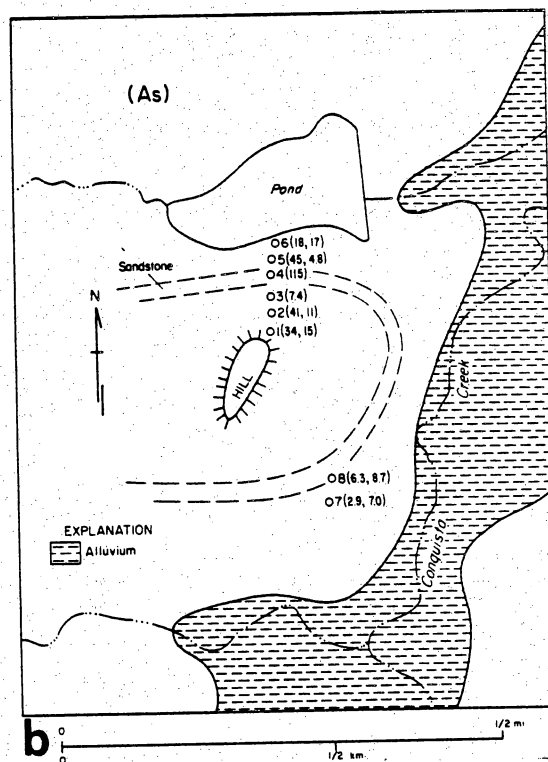 (As)
Pond
O6(18, 17)
O5(45, 4.8)
O4(115)
Sandstone
N
O3(7.4)
O2(41, 11)
O1(34, 15)
HILL
Creek
O8(6.3, 8.7)
O7(2.9, 7.0)
EXPLANATION
Alluvium
Conquista
b
0 1/2 mi
0 1/2 km